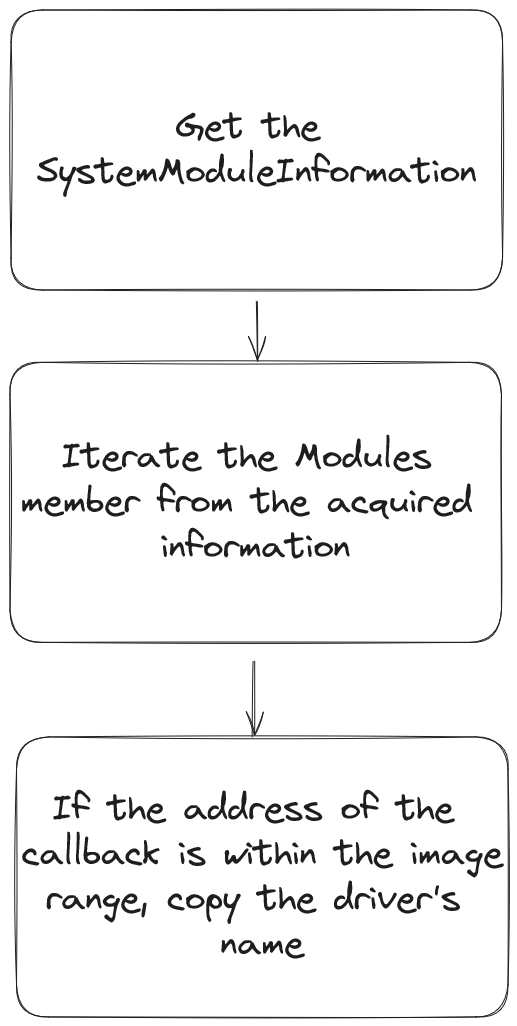 Get the
SystemModuleInformation
Iterate the Modules
member from the acquired
information
If the address of the
callback is within the image
range, copy the driver's
name